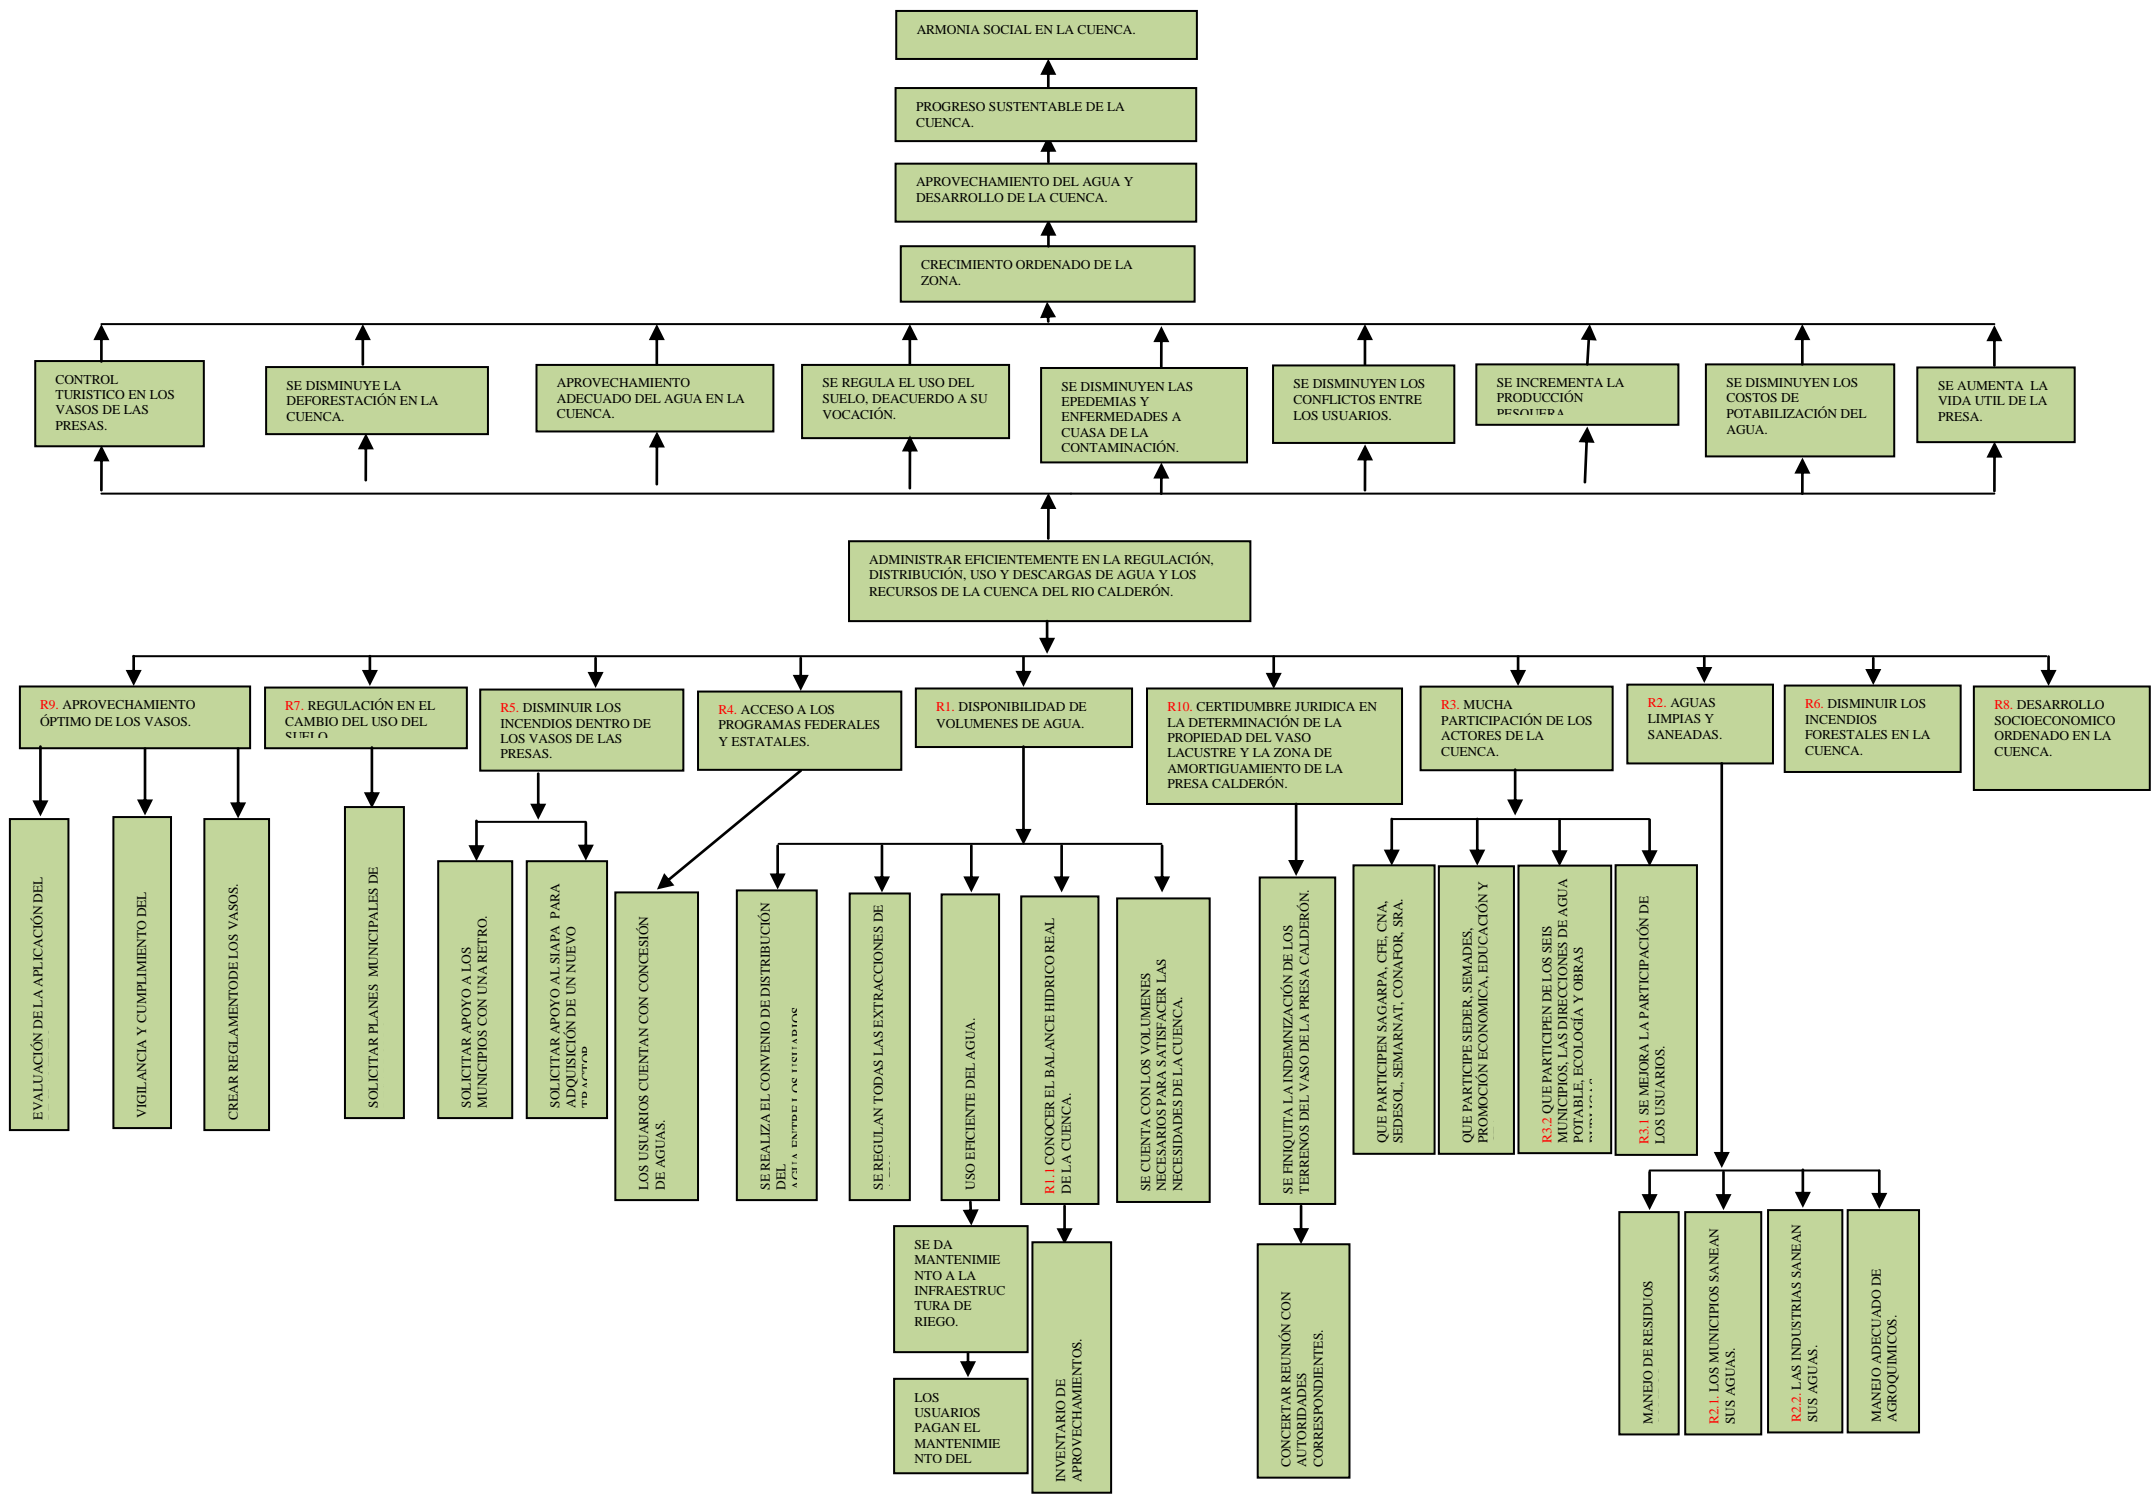 ARMONIA SOCIAL EN LA CUENCA.
PROGRESO SUSTENTABLE DE LA
CUENCA.
APROVECHAMIENTO DEL AGUA Y
DESARROLLO DE LA CUENCA.
CRECIMIENTO ORDENADO DE LA
ZONA.
CONTROL
TURISTICO EN LOS
VASOS DE LAS
PRESAS.
SE DISMINUYE LA
DEFORESTACIÓN EN LA
CUENCA.
APROVECHAMIENTO
ADECUADO DEL AGUA EN LA
CUENCA.
SE REGULA EL USO DEL
SUELO, DEACUERDO A SU
VOCACIÓN.
SE DISMINUYEN LAS
EPEDEMIAS Y
ENFERMEDADES A
CUASA DE LA
CONTAMINACIÓN.
SE DISMINUYEN LOS
CONFLICTOS ENTRE
LOS USUARIOS.
SE INCREMENTA LA
PRODUCCIÓN
PESQUERA
SE DISMINUYEN LOS
COSTOS DE
POTABILIZACIÓN DEL
AGUA.
SE AUMENTA LA
VIDA UTIL DE LA
PRESA.
ADMINISTRAR EFICIENTEMENTE EN LA REGULACIÓN,
DISTRIBUCIÓN, USO Y DESCARGAS DE AGUA Y LOS
RECURSOS DE LA CUENCA DEL RIO CALDERÓN.
R9. APROVECHAMIENTO
ÓPTIMO DE LOS VASOS.
R7. REGULACIÓN EN EL
CAMBIO DEL USO DEL
SUELO
R5. DISMINUIR LOS
INCENDIOS DENTRO DE
LOS VASOS DE LAS
PRESAS.
R4. ACCESO A LOS
PROGRAMAS FEDERALES
Y ESTATALES.
R1. DISPONIBILIDAD DE
VOLUMENES DE AGUA.
R10. CERTIDUMBRE JURIDICA EN
LA DETERMINACIÓN DE LA
PROPIEDAD DEL VASO
LACUSTRE Y LA ZONA DE
AMORTIGUAMIENTO DE LA
PRESA CALDERÓN.
R3. MUCHA
PARTICIPACIÓN DE LOS
ACTORES DE LA
CUENCA.
R2. AGUAS
LIMPIAS Y
SANEADAS.
R6. DISMINUIR LOS
INCENDIOS
FORESTALES EN LA
CUENCA.
R8. DESARROLLO
SOCIOECONOMICO
ORDENADO EN LA
CUENCA.
EVALUACIÓN DE LA APLICACIÓN DEL
VIGILANCIA Y CUMPLIMIENTO DEL
CREAR REGLAMENTODE LOS VASOS.
SOLICITAR PLANES MUNICIPALES DE
SOLICITAR APOYO A LOS
MUNICIPIOS CON UNA RETRO.
SOLICITAR APOYO AL SIAPA PARA
ADQUISICIÓN DE UN NUEVO
TRACTOR
LOS USUARIOS CUENTAN CON CONCESIÓN
DE AGUAS.
SE REALIZA EL CONVENIO DE DISTRIBUCIÓN
DEL
AGUA ENTRE LOS USUARIOS
SE REGULAN TODAS LAS EXTRACCIONES DE
USO EFICIENTE DEL AGUA.
R1.1 CONOCER EL BALANCE HIDRICO REAL
DE LA CUENCA.
SE CUENTA CON LOS VOLUMENES
NECESARIOS PARA SATISFACER LAS
NECESIDADES DE LA CUENCA.
SE FINIQUITA LA INDEMNIZACIÓN DE LOS
TERRENOS DEL VASO DE LA PRESA CALDERÓN.
QUE PARTICIPEN SAGARPA, CFE, CNA,
SEDESOL, SEMARNAT, CONAFOR, SRA.
QUE PARTICIPE SEDER, SEMADES,
PROMOCIÓN ECONOMICA, EDUCACIÓN Y
R3.2 QUE PARTICIPEN DE LOS SEIS
MUNICIPIOS, LAS DIRECCIONES DE AGUA
POTABLE, ECOLOGÍA Y OBRAS
R3.1 SE MEJORA LA PARTICIPACIÓN DE
LOS USUARIOS.
SE DA
MANTENIMIE
NTO A LA
INFRAESTRUC
TURA DE
RIEGO.
LOS
USUARIOS
PAGAN EL
MANTENIMIE
NTO DEL
INVENTARIO DE
APROVECHAMIENTOS.
CONCERTAR REUNIÓN CON
AUTORIDADES
CORRESPONDIENTES.
MANEJO DE RESIDUOS
R2.1. LOS MUNICIPIOS SANEAN
SUS AGUAS.
R2.2. LAS INDUSTRIAS SANEAN
SUS AGUAS.
MANEJO ADECUADO DE
AGROQUIMICOS.